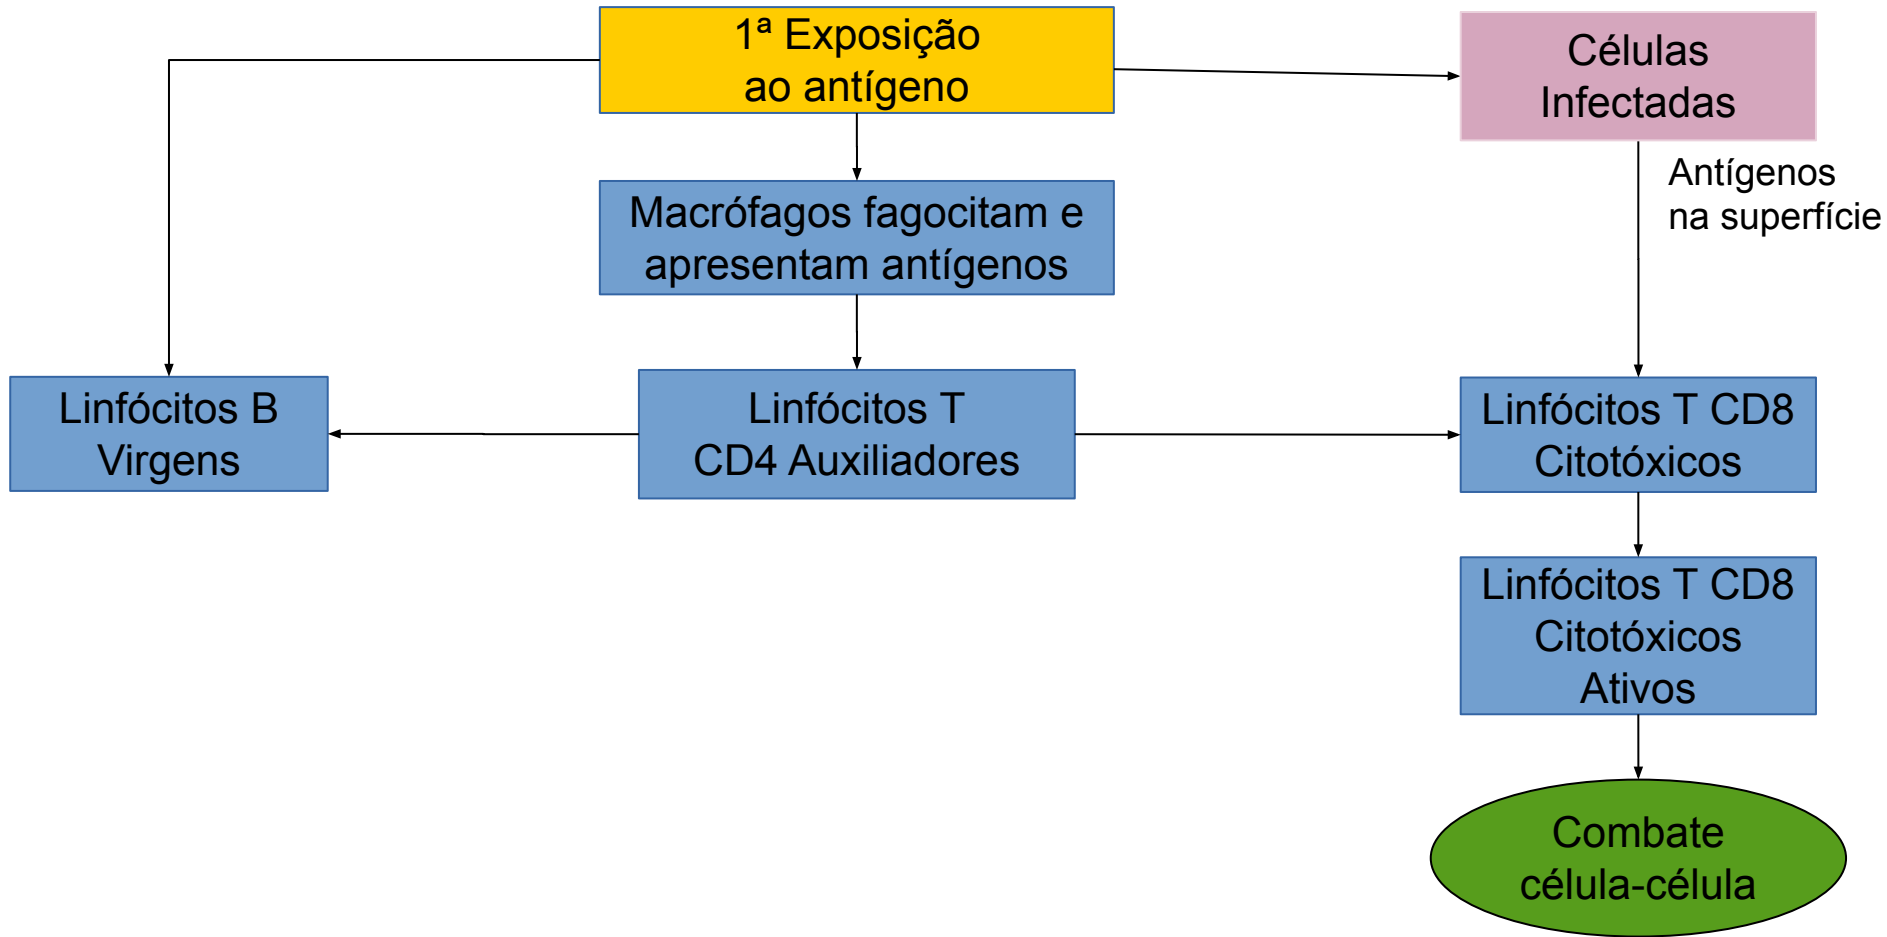 1ª Exposição
ao antígeno
Células
Infectadas
Antígenos
na superfície
Macrófagos fagocitam e
apresentam antígenos
Linfócitos B
Virgens
Linfócitos T
CD4 Auxiliadores
Linfócitos T CD8
Citotóxicos
Linfócitos T CD8
Citotóxicos
Ativos
Combate
célula-célula